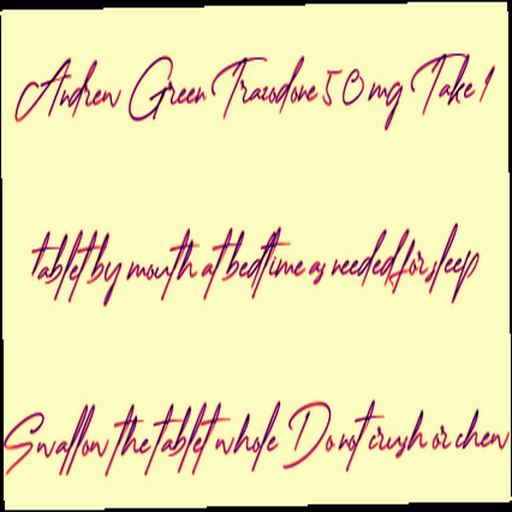 Andrew Green Trazodone 50 mg Take 1
tablet by mouth at bedtime as needed for sleep
Swallow the tablet whole Do not crush or chew